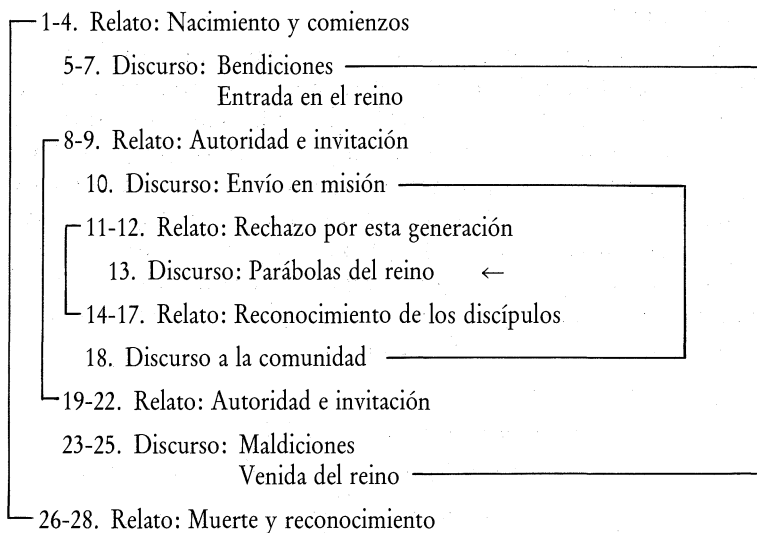 1-4. Relato: Nacimiento y comienzos
5-7. Discurso: Bendiciones
Entrada en el reino
8-9. Relato: Autoridad e invitación
10. Discurso: Envío en misión
11-12. Relato: Rechazo por esta generación
13. Discurso: Parábolas del reino ←
14-17. Relato: Reconocimiento de los discípulos
18. Discurso a la comunidad
19-22. Relato: Autoridad e invitación
23-25. Discurso: Maldiciones
Venida del reino
26-28. Relato: Muerte y reconocimiento